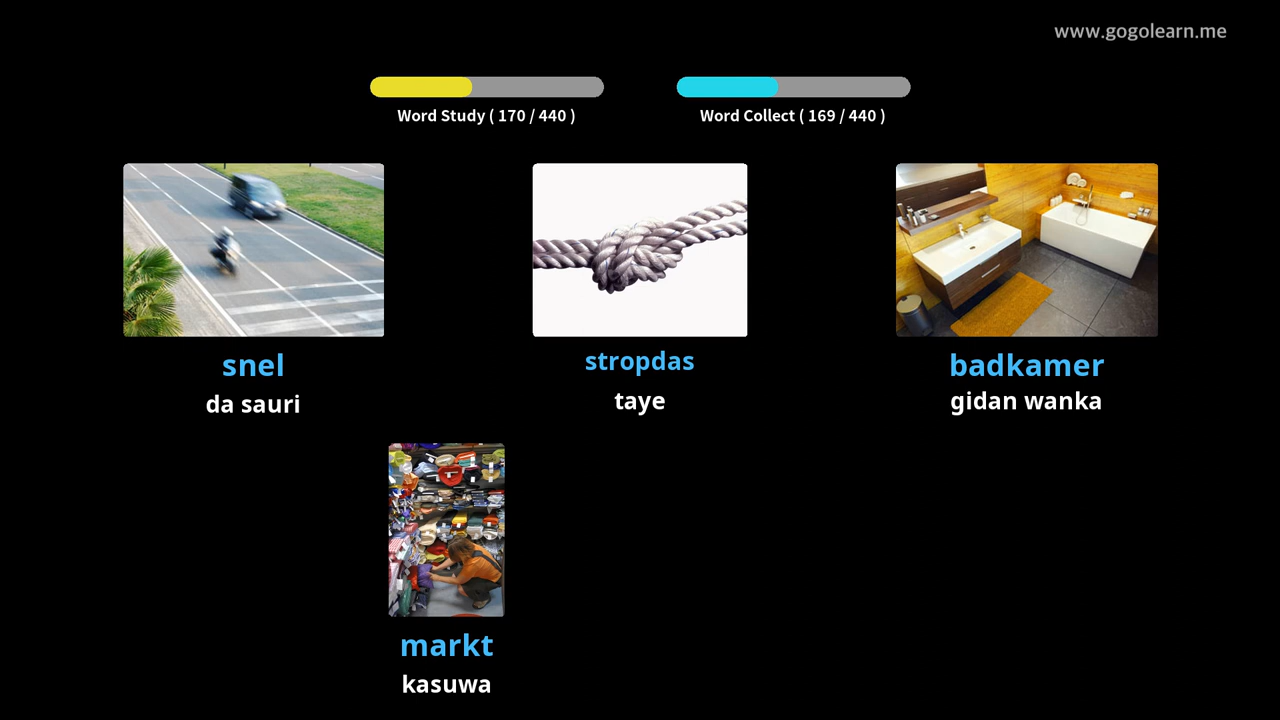 www.gogolearn.me
Word Study ( 170 / 440 )
Word Collect ( 169 / 440 )
snel
da sauri
stropdas
taye
badkamer
gidan wanka
markt
kasuwa